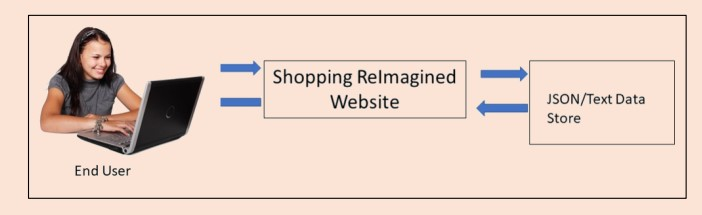 Shopping ReImagined
Website
JSON/Text Data
Store
End User